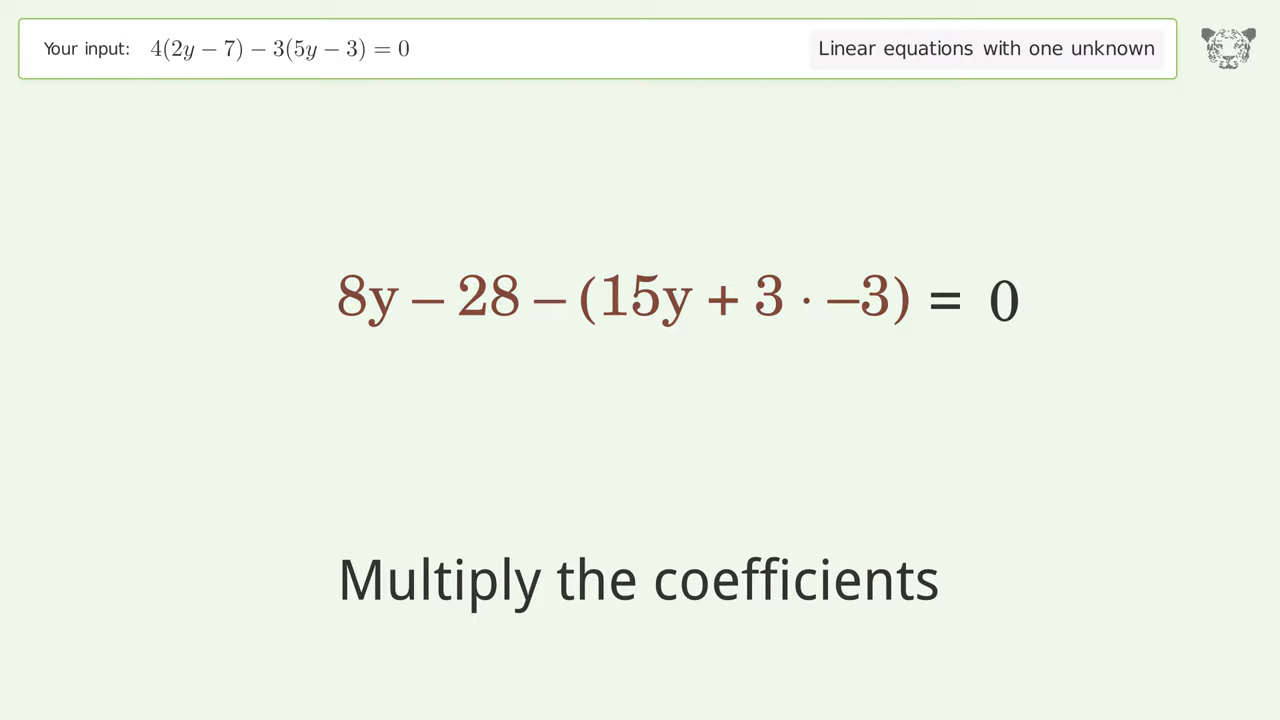 Your input: 4(2y − 7) − 3(5y − 3) = 0 Linear equations with one unknown
8y − 28 − (15y + 3 · −3) = 0
Multiply the coefficients